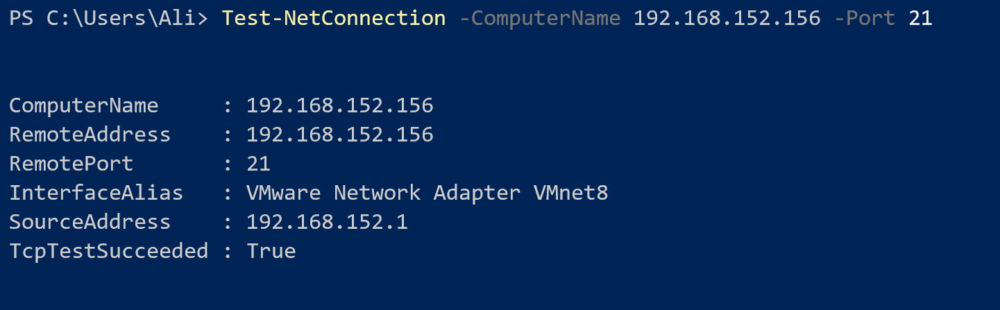 PS C:\Users\Ali> Test-NetConnection -ComputerName 192.168.152.156 -Port 21
ComputerName     : 192.168.152.156
RemoteAddress    : 192.168.152.156
RemotePort       : 21
InterfaceAlias   : VMware Network Adapter VMnet8
SourceAddress    : 192.168.152.1
TcpTestSucceeded : True